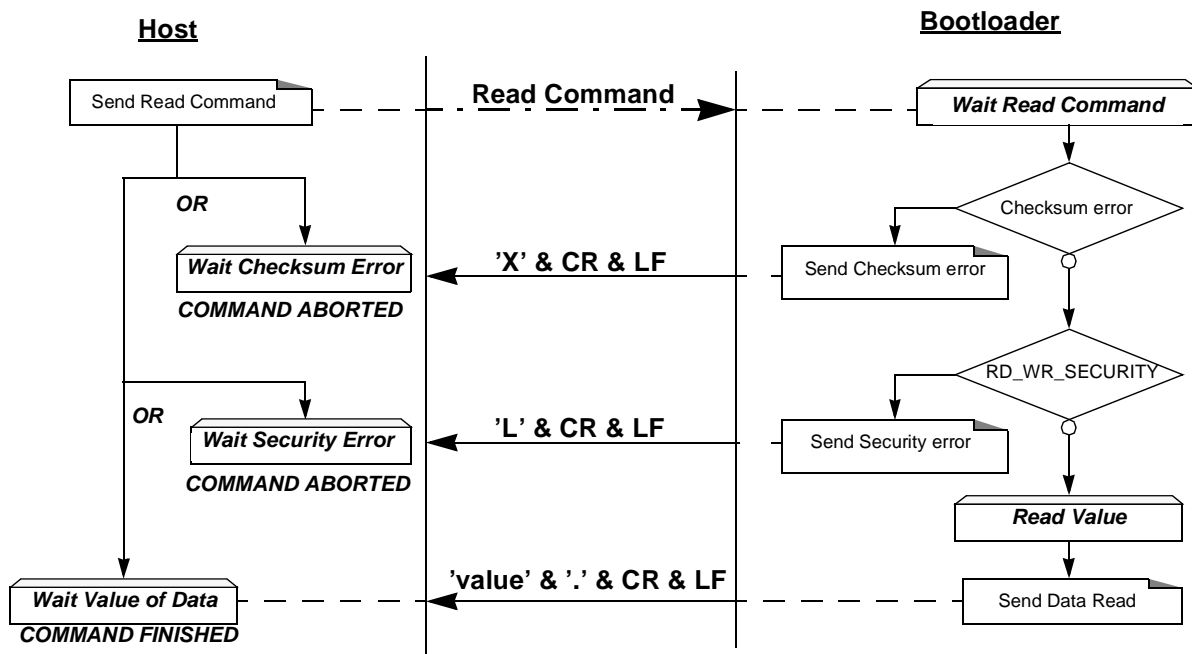 Host
Bootloader
Send Read Command
Read Command
Wait Read Command
OR
Checksum error
Wait Checksum Error
’X’ & CR & LF
Send Checksum error
COMMAND ABORTED
RD_WR_SECURITY
OR
Wait Security Error
’L’ & CR & LF
Send Security error
COMMAND ABORTED
Read Value
Wait Value of Data
’value’ & ’.’ & CR & LF
Send Data Read
COMMAND FINISHED